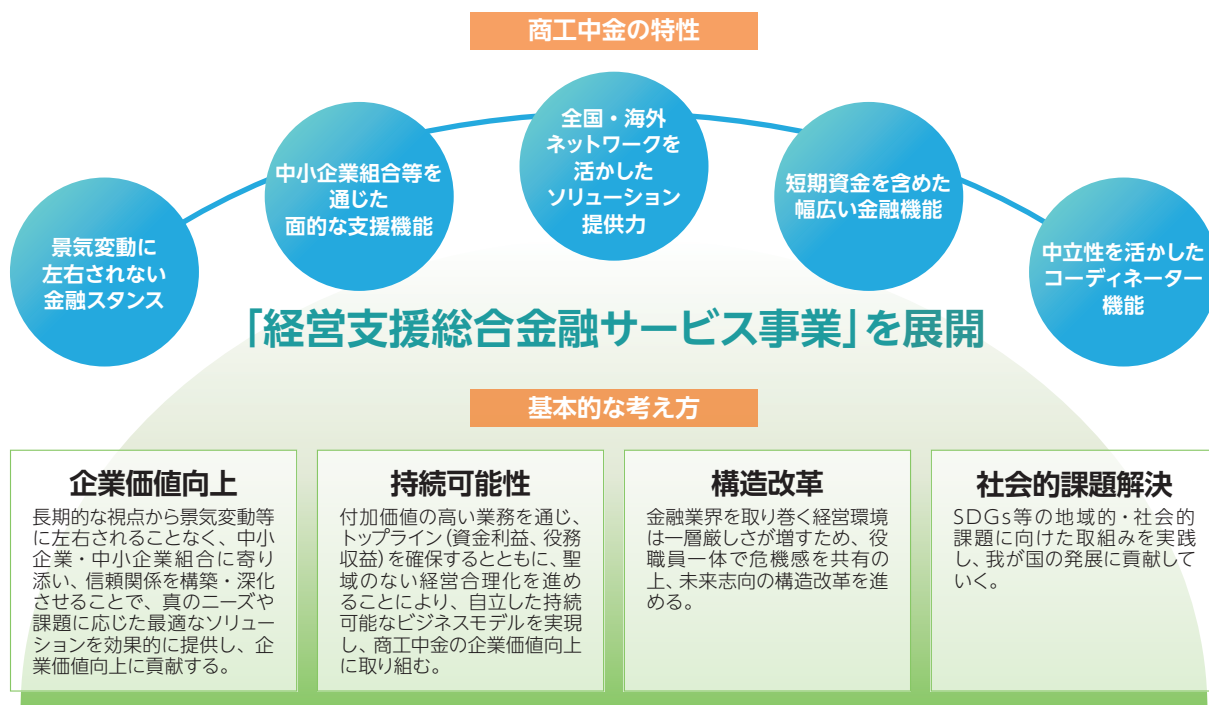 商工中金の特性
景気変動に
左右されない
金融スタンス
中小企業組合等を
通じた
面的な支援機能
全国・海外
ネットワークを
活かした
ソリューション
提供力
短期資金を含めた
幅広い金融機能
中立性を活かした
コーディネーター
機能
「経営支援総合金融サービス事業」を展開
基本的な考え方
企業価値向上
長期的な視点から景気変動等
に左右されることなく、中小
企業・中小企業組合に寄り
添い、信頼関係を構築・深化
させることで、真のニーズや
課題に応じた最適なソリュー
ションを効果的に提供し、企
業価値向上に貢献する。
持続可能性
付加価値の高い業務を通じ、
トップライン（資金利益、役務
収益）を確保するとともに、聖
域のない経営合理化を進め
ることにより、自立した持続
可能なビジネスモデルを実現
し、商工中金の企業価値向上
に取り組む。
構造改革
金融業界を取り巻く経営環境
は一層厳しさが増すため、役
職員一体で危機感を共有の
上、未来志向の構造改革を進
める。
社会的課題解決
SDGs等の地域的・社会的
課題に向けた取組みを実践
し、我が国の発展に貢献して
いく。